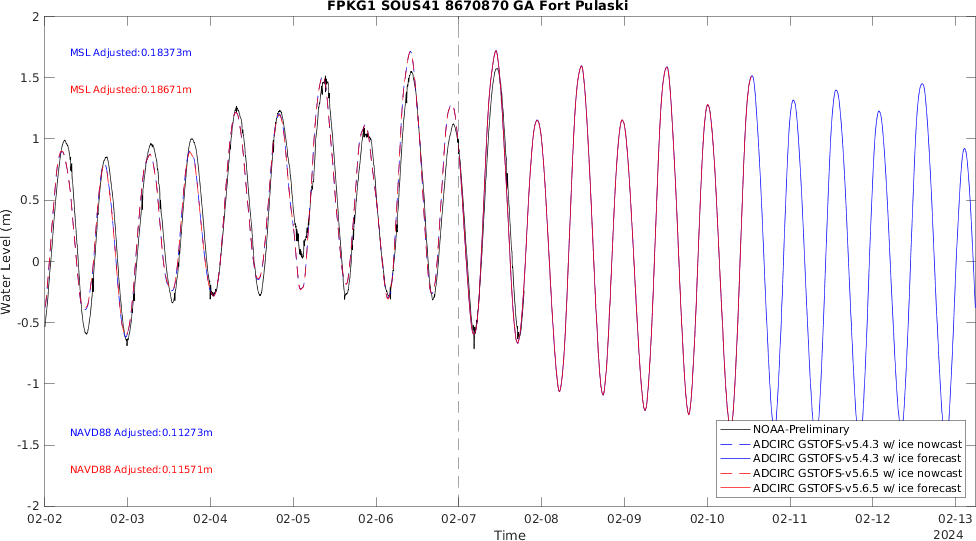 FPKG1 SOUS41 8670870 GA Fort Pulaski
2
1.5
1
0.5
0
-0.5
-1
-1.5
-2
Water Level (m)
MSL Adjusted:0.18373m
MSL Adjusted:0.18671m
NAVD88 Adjusted:0.11273m
NAVD88 Adjusted:0.11571m
NOAA-Preliminary
ADCIRC GSTOFS-v5.4.3 w/ ice nowcast
ADCIRC GSTOFS-v5.4.3 w/ ice forecast
ADCIRC GSTOFS-v5.6.5 w/ ice nowcast
ADCIRC GSTOFS-v5.6.5 w/ ice forecast
02-02 02-03 02-04 02-05 02-06 02-07 02-08 02-09 02-10 02-11 02-12 02-13
Time
2024